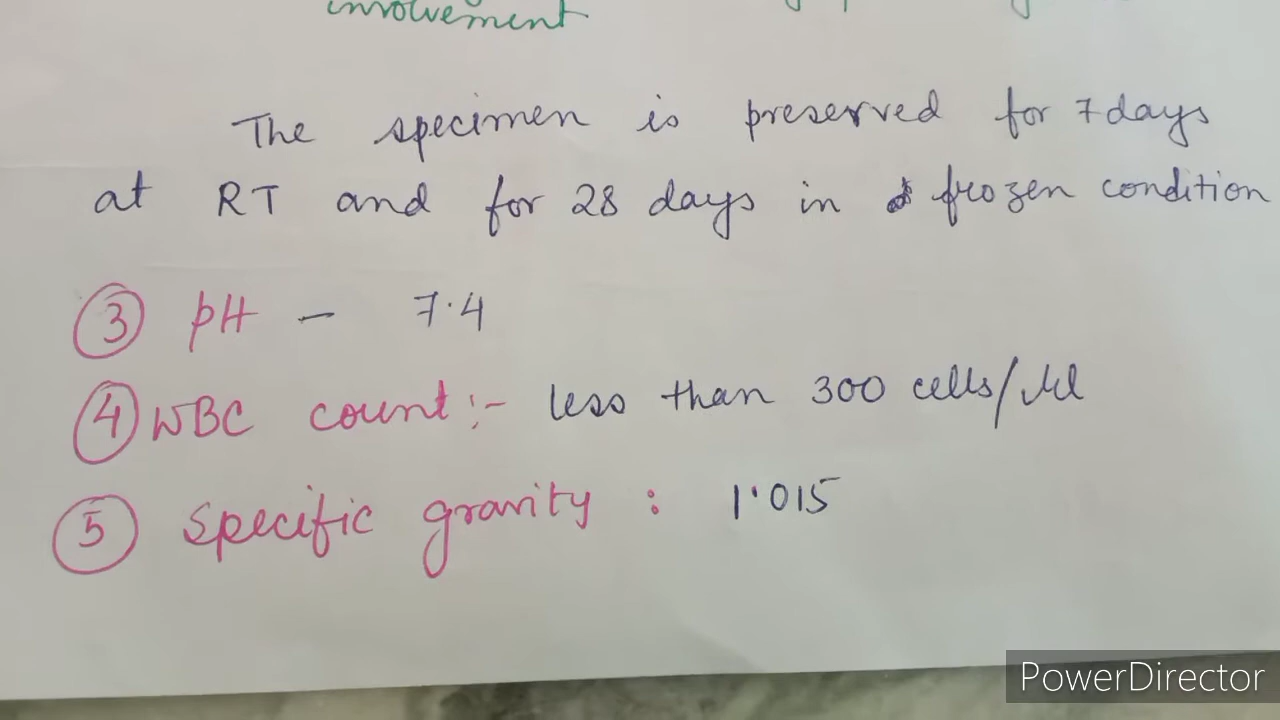 involvement
The specimen is preserved for 7 days
at RT and for 28 days in frozen condition
③ pH - 7.4
④ WBC count :- less than 300 cells/μl
⑤ Specific gravity : 1.015
PowerDirector